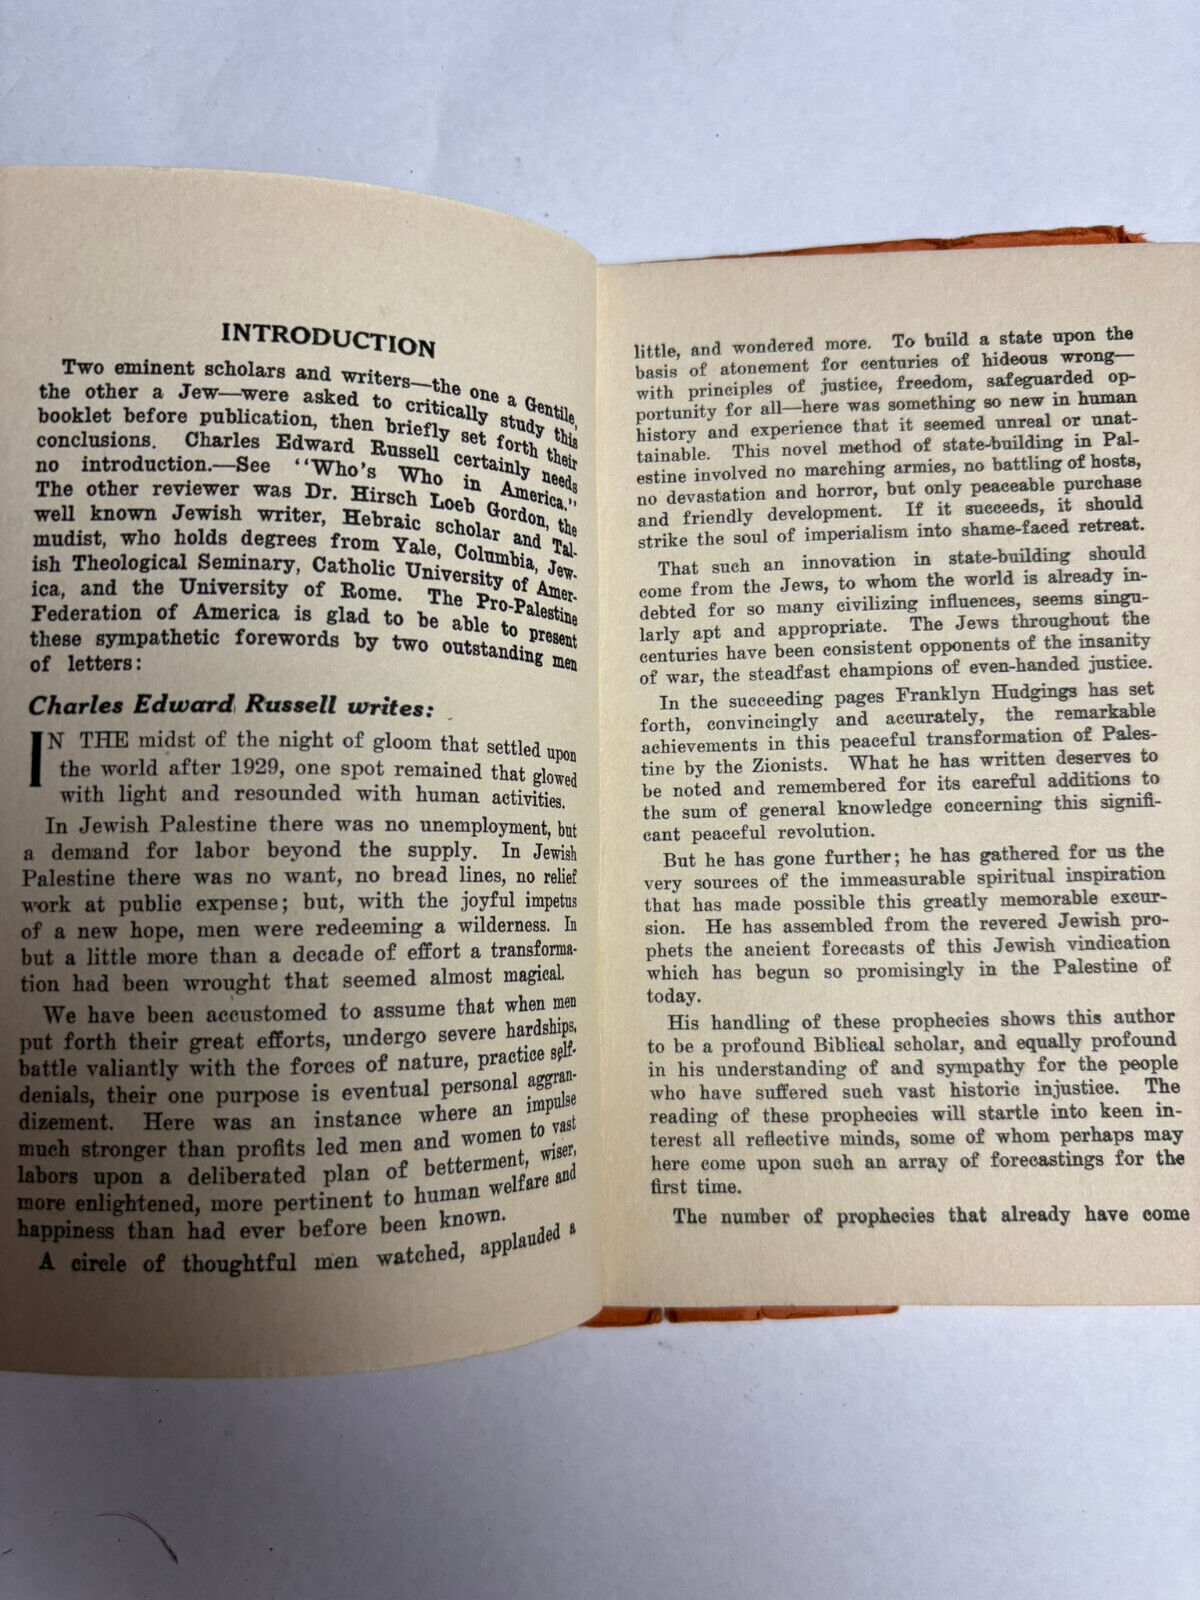 INTRODUCTION
Two eminent scholars and writers—the one a Gentile,
the other a Jew—were asked to critically study this
booklet before publication, then briefly set forth their
conclusions. Charles Edward Russell certainly needs
no introduction.—See "Who's Who in America."
The other reviewer was Dr. Hirsch Loeb Gordon, the
well known Jewish writer, Hebraic scholar and Tal-
mudist, who holds degrees from Yale, Columbia, Jew-
ish Theological Seminary, Catholic University of Amer-
ica, and the University of Rome. The Pro-Palestine
Federation of America is glad to be able to present
these sympathetic forewords by two outstanding men
of letters:
Charles Edward Russell writes:
IN THE midst of the night of gloom that settled upon
the world after 1929, one spot remained that glowed
with light and resounded with human activities.
In Jewish Palestine there was no unemployment, but
a demand for labor beyond the supply. In Jewish
Palestine there was no want, no bread lines, no relief
work at public expense; but, with the joyful impetus
of a new hope, men were redeeming a wilderness. In
but a little more than a decade of effort a transforma-
tion had been wrought that seemed almost magical.
We have been accustomed to assume that when men
put forth their great efforts, undergo severe hardships,
battle valiantly with the forces of nature, practice self-
denials, their one purpose is eventual personal aggran-
dizement. Here was an instance where an impulse
much stronger than profits led men and women to vast
labors upon a deliberated plan of betterment, wiser,
more enlightened, more pertinent to human welfare and
happiness than had ever before been known.
A circle of thoughtful men watched, applauded a
little, and wondered more. To build a state upon the
basis of atonement for centuries of hideous wrong—
with principles of justice, freedom, safeguarded op-
portunity for all—here was something so new in human
history and experience that it seemed unreal or unat-
tainable. This novel method of state-building in Pal-
estine involved no marching armies, no battling of hosts,
no devastation and horror, but only peaceable purchase
and friendly development. If it succeeds, it should
strike the soul of imperialism into shame-faced retreat.
That such an innovation in state-building should
come from the Jews, to whom the world is already in-
debted for so many civilizing influences, seems singu-
larly apt and appropriate. The Jews throughout the
centuries have been consistent opponents of the insanity
of war, the steadfast champions of even-handed justice.
In the succeeding pages Franklyn Hudgings has set
forth, convincingly and accurately, the remarkable
achievements in this peaceful transformation of Pales-
tine by the Zionists. What he has written deserves to
be noted and remembered for its careful additions to
the sum of general knowledge concerning this signifi-
cant peaceful revolution.
But he has gone further; he has gathered for us the
very sources of the immeasurable spiritual inspiration
that has made possible this greatly memorable excur-
sion. He has assembled from the revered Jewish pro-
phets the ancient forecasts of this Jewish vindication
which has begun so promisingly in the Palestine of
today.
His handling of these prophecies shows this author
to be a profound Biblical scholar, and equally profound
in his understanding of and sympathy for the people
who have suffered such vast historic injustice. The
reading of these prophecies will startle into keen in-
terest all reflective minds, some of whom perhaps may
here come upon such an array of forecastings for the
first time.
The number of prophecies that already have come